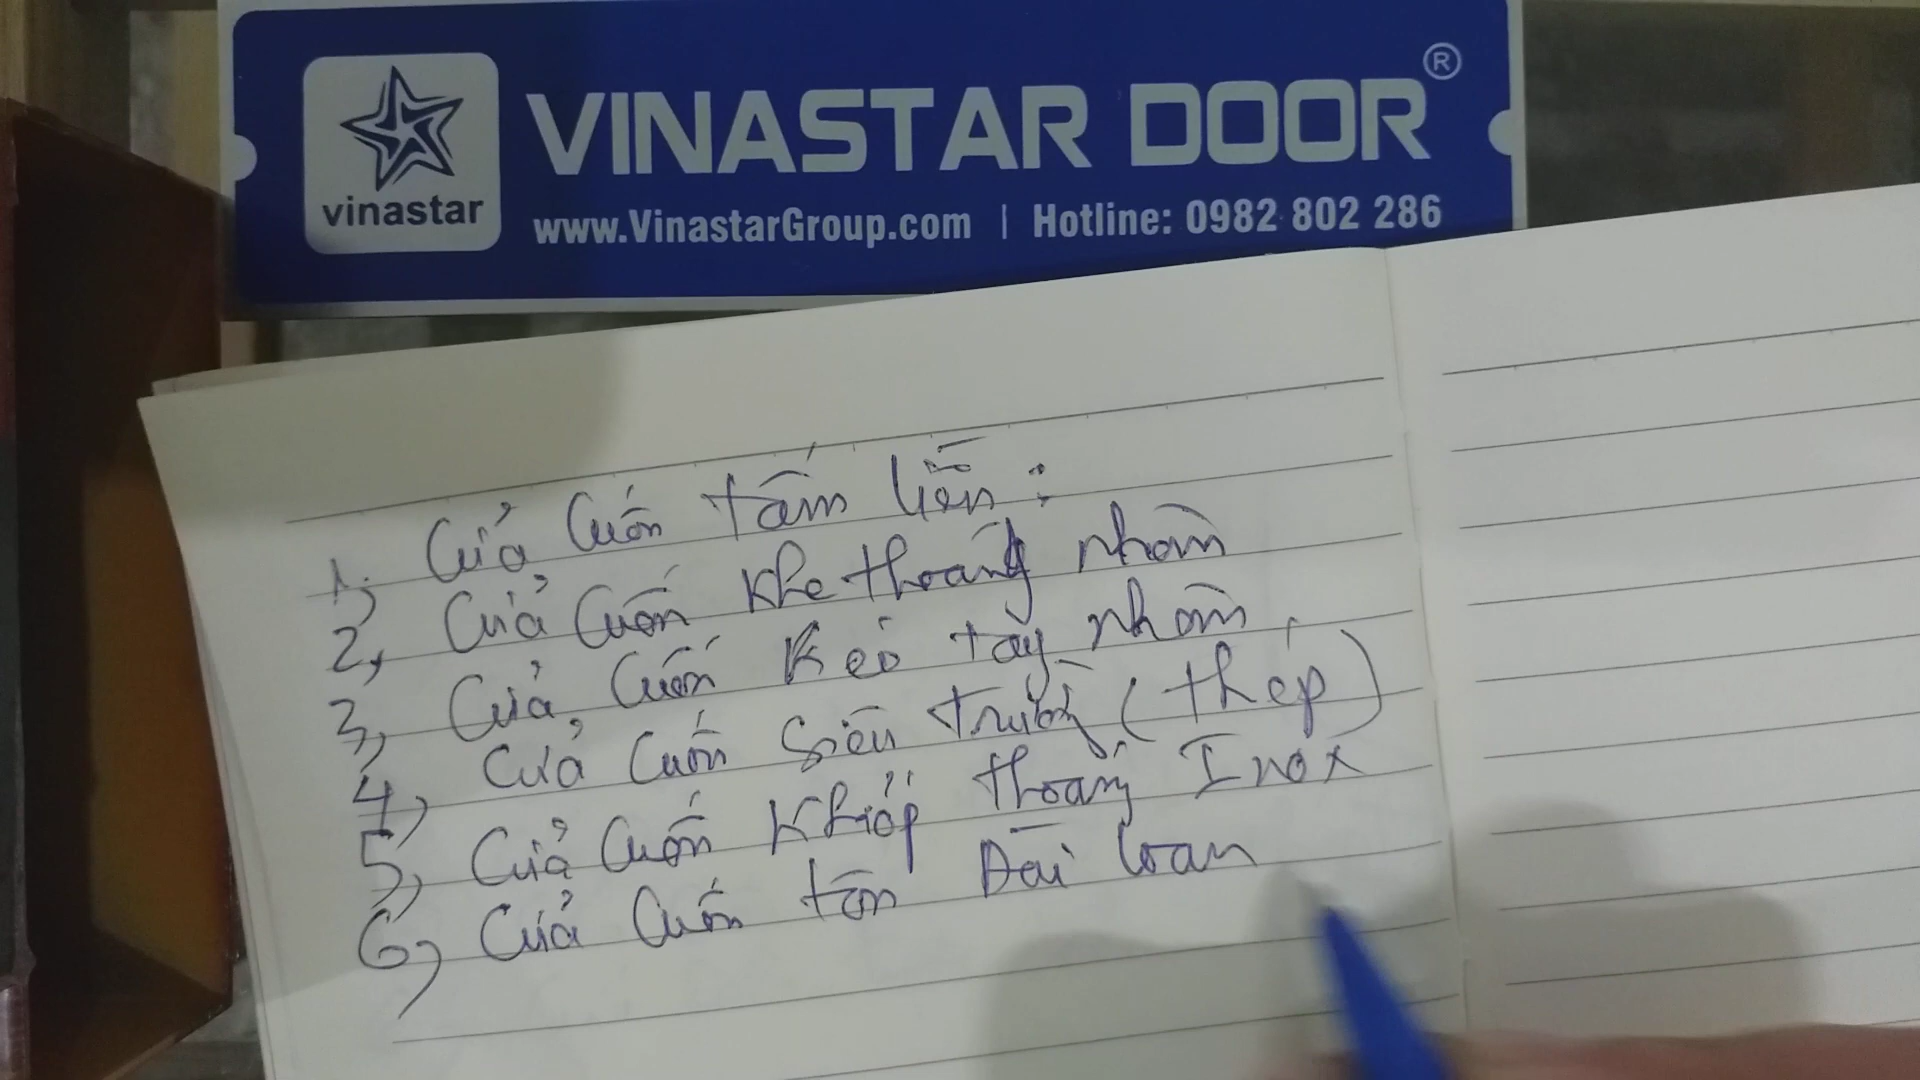 VINASTAR DOOR®
vinastar
www.VinastarGroup.com | Hotline: 0982 802 286
1. Cửa cuốn tấm liền :
2, Cửa cuốn khe thoáng nhôm
3, Cửa cuốn kéo tay nhôm
4, Cửa cuốn siêu trường (thép)
5, Cửa cuốn khớp thoáng Inox
6, Cửa cuốn tôn Đài loan